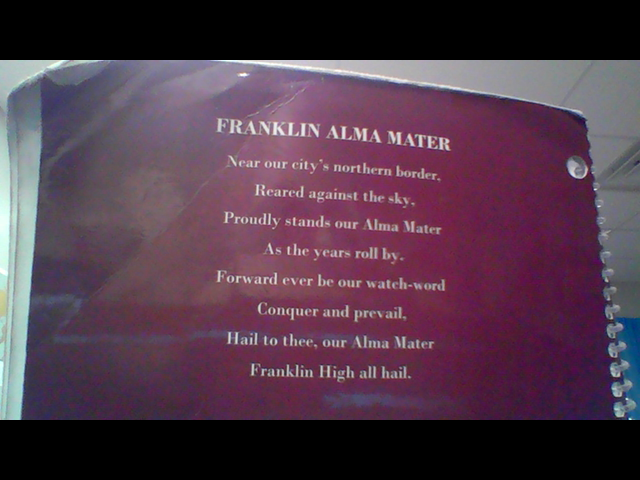 FRANKLIN ALMA MATER
Near our city's northern border,
Reared against the sky,
Proudly stands our Alma Mater
As the years roll by.
Forward ever be our watch-word
Conquer and prevail,
Hail to thee, our Alma Mater
Franklin High all hail.